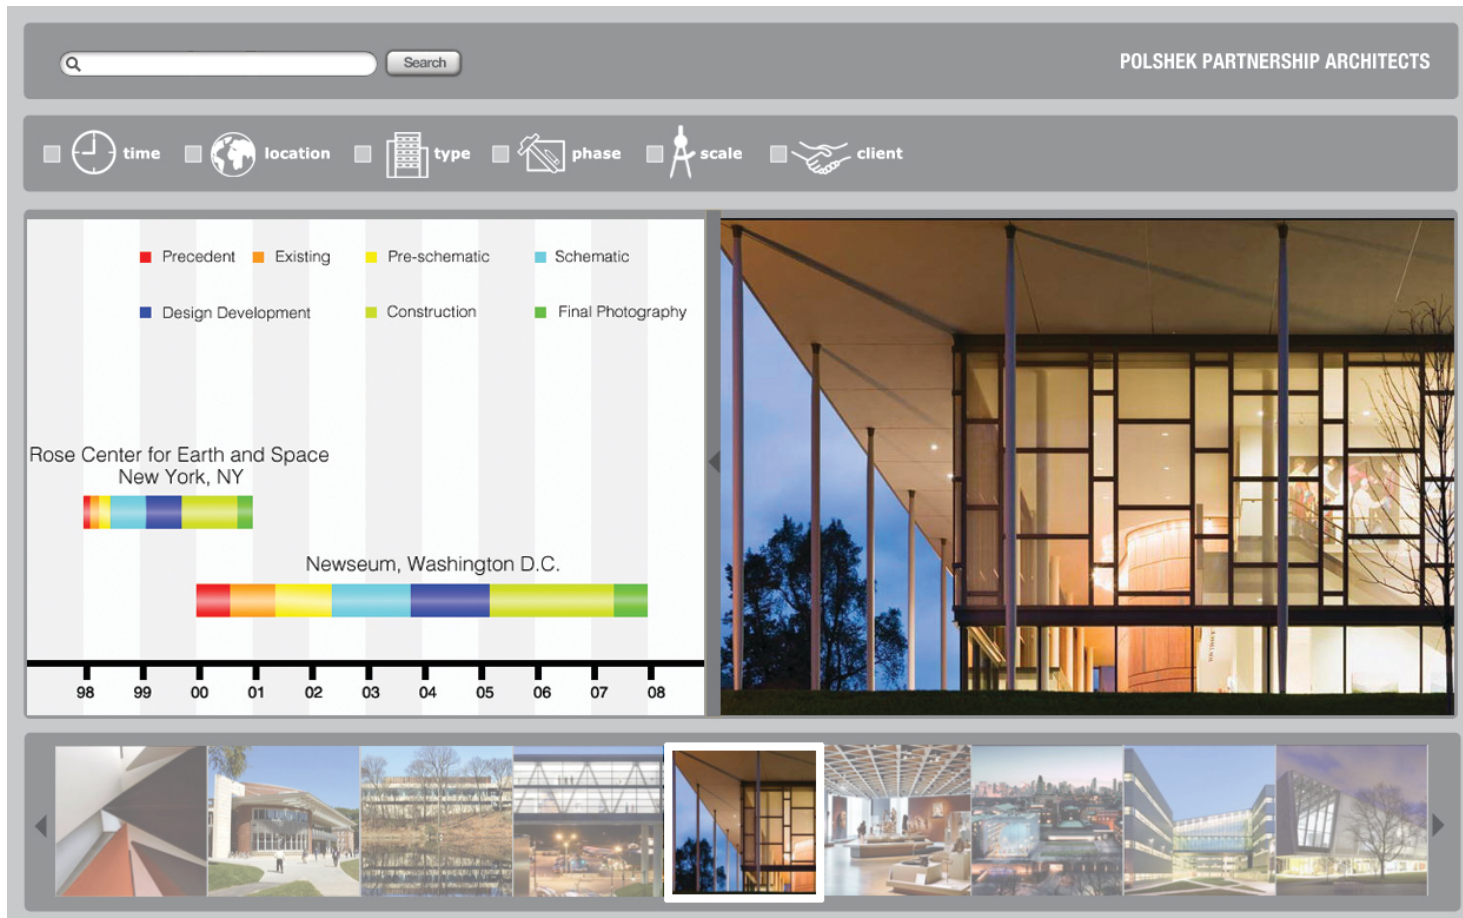 Search
POLSHEK PARTNERSHIP ARCHITECTS
time location type phase scale client
Precedent Existing Pre-schematic Schematic
Design Development Construction Final Photography
Rose Center for Earth and Space
New York, NY
Newseum, Washington D.C.
98 99 00 01 02 03 04 05 06 07 08